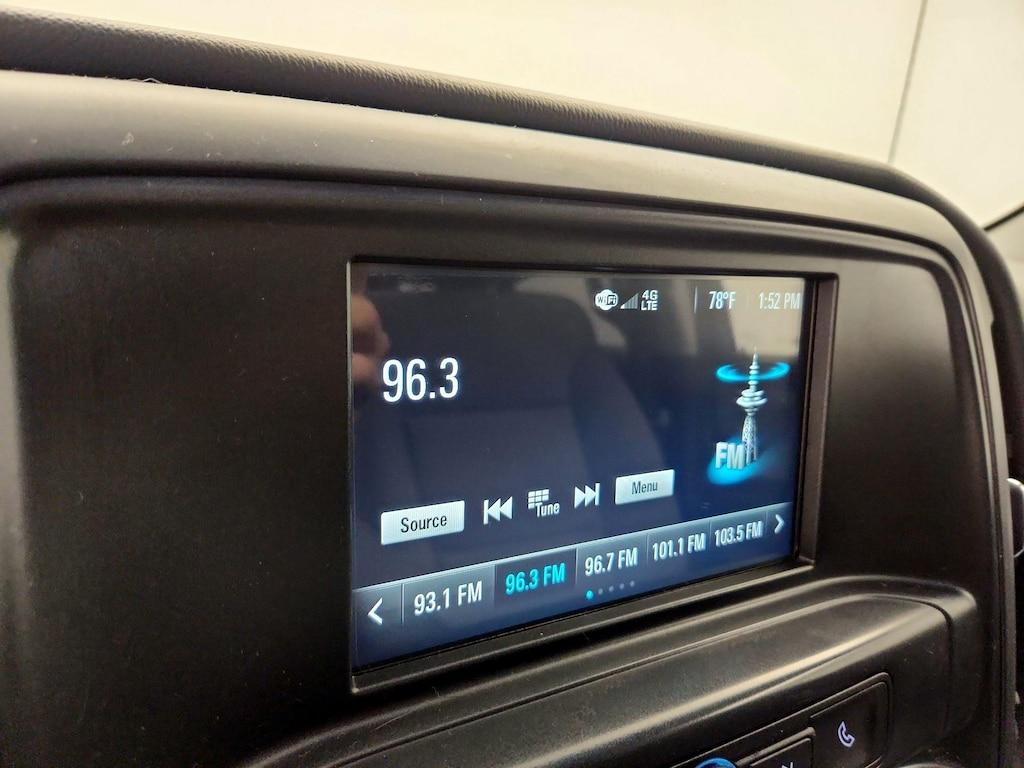 WiFi 4G LTE 78°F 1:52 PM
96.3
FM
Source Tune Menu
93.1 FM 96.3 FM 96.7 FM 101.1 FM 103.5 FM